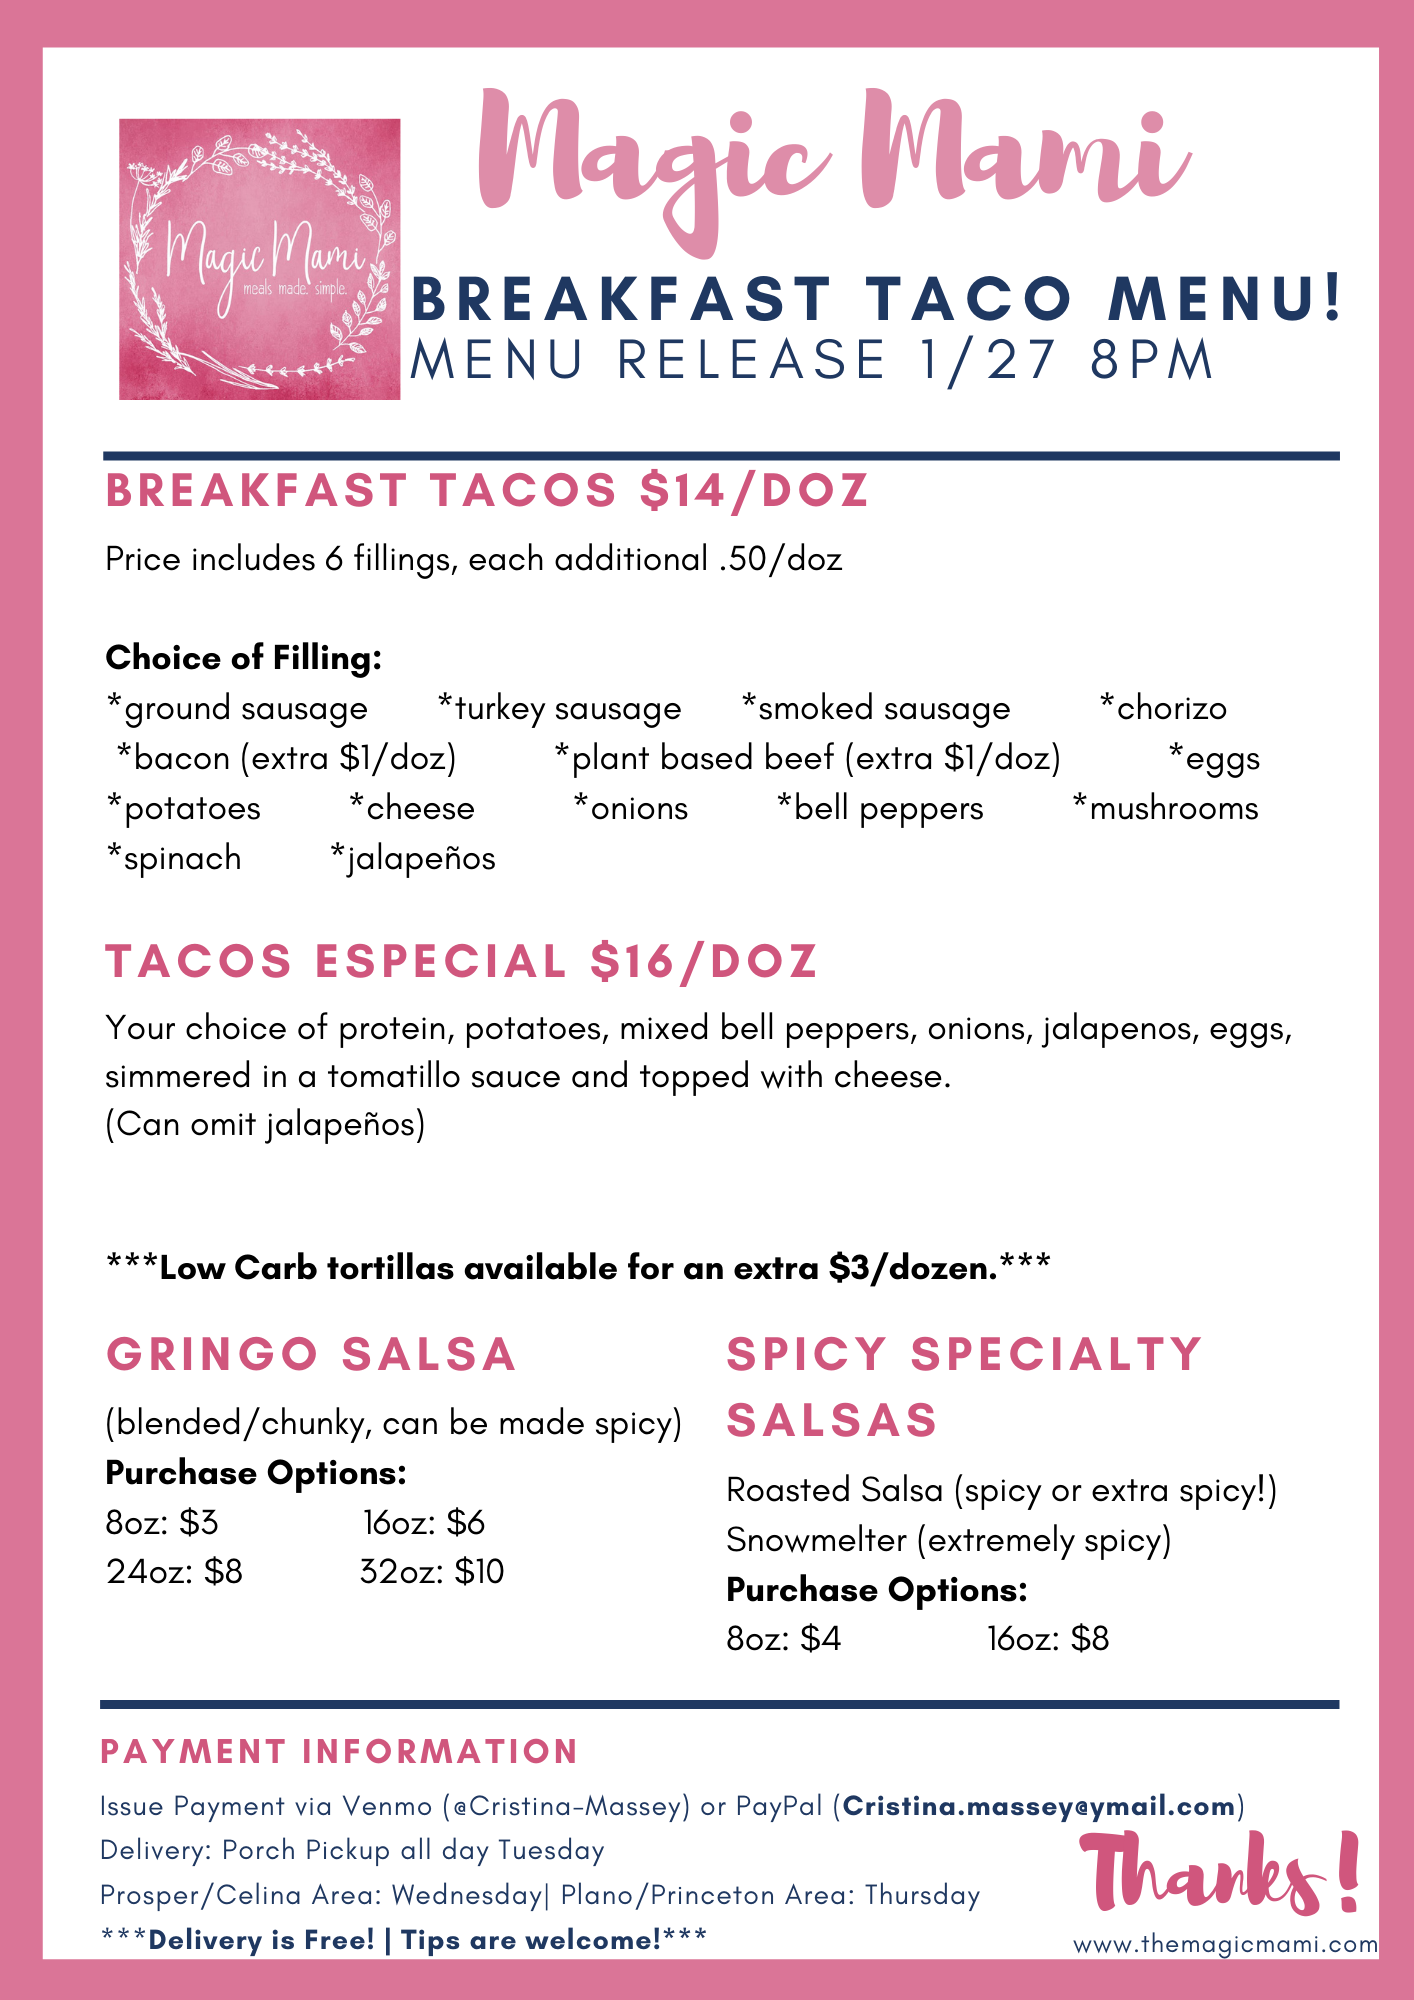 Magic Mami
Magic Mami
meals made. simple.
BREAKFAST TACO MENU!
MENU RELEASE 1/27 8PM
BREAKFAST TACOS $14/DOZ
Price includes 6 fillings, each additional .50/doz
Choice of Filling:
*ground sausage *turkey sausage *smoked sausage *chorizo
*bacon (extra $1/doz) *plant based beef (extra $1/doz) *eggs
*potatoes *cheese *onions *bell peppers *mushrooms
*spinach *jalapeños
TACOS ESPECIAL $16/DOZ
Your choice of protein, potatoes, mixed bell peppers, onions, jalapenos, eggs,
simmered in a tomatillo sauce and topped with cheese.
(Can omit jalapeños)
***Low Carb tortillas available for an extra $3/dozen.***
GRINGO SALSA
(blended/chunky, can be made spicy)
Purchase Options:
8oz: $3 16oz: $6
24oz: $8 32oz: $10
SPICY SPECIALTY
SALSAS
Roasted Salsa (spicy or extra spicy!)
Snowmelter (extremely spicy)
Purchase Options:
8oz: $4 16oz: $8
PAYMENT INFORMATION
Issue Payment via Venmo (@Cristina-Massey) or PayPal (Cristina.massey@ymail.com)
Delivery: Porch Pickup all day Tuesday
Prosper/Celina Area: Wednesday| Plano/Princeton Area: Thursday
***Delivery is Free! | Tips are welcome!***
Thanks!
www.themagicmami.com